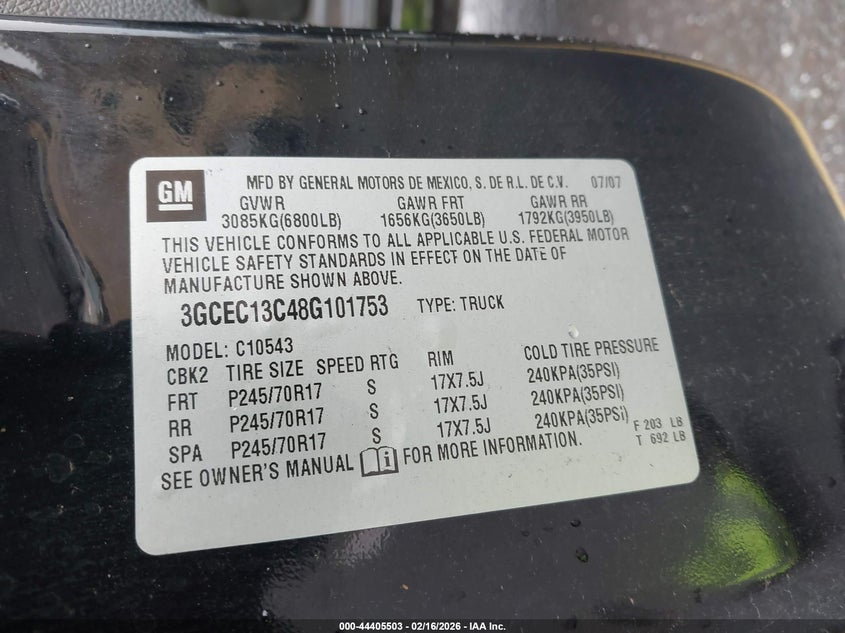 GM MFD BY GENERAL MOTORS DE MEXICO, S. DE R.L. DE C.V. 07/07
GVWR GAWR FRT GAWR RR
3085KG(6800LB) 1656KG(3650LB) 1792KG(3950LB)
THIS VEHICLE CONFORMS TO ALL APPLICABLE U.S. FEDERAL MOTOR
VEHICLE SAFETY STANDARDS IN EFFECT ON THE DATE OF
MANUFACTURE SHOWN ABOVE.
3GCEC13C48G101753 TYPE: TRUCK
MODEL: C10543
CBK2 TIRE SIZE SPEED RTG RIM COLD TIRE PRESSURE
FRT P245/70R17 S 17X7.5J 240KPA(35PSI)
RR P245/70R17 S 17X7.5J 240KPA(35PSI)
SPA P245/70R17 S 17X7.5J 240KPA(35PSI)
F 203 LB
T 692 LB
SEE OWNER'S MANUAL i FOR MORE INFORMATION.
000-44405503 - 02/16/2026 - IAA Inc.